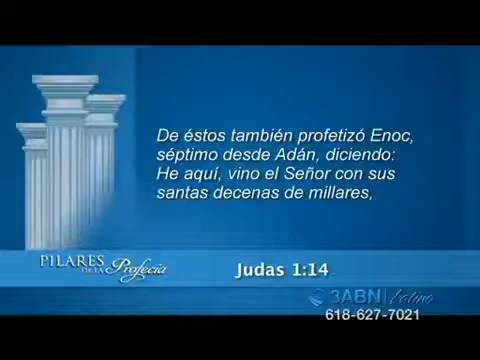 De éstos también profetizó Enoc,
séptimo desde Adán, diciendo:
He aquí, vino el Señor con sus
santas decenas de millares,
PILARES
DE LA Profecía
Judas 1:14
3ABN Latino
618-627-7021